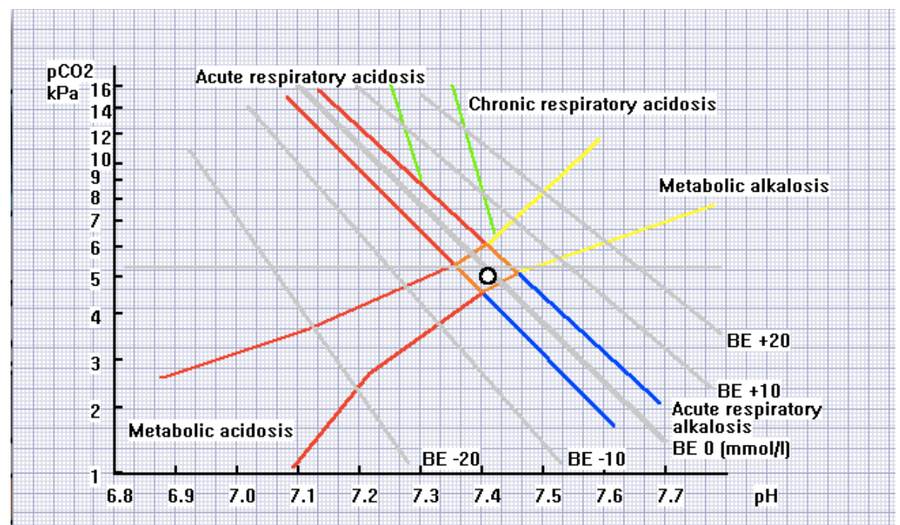 pCO2
kPa
Acute respiratory acidosis
Chronic respiratory acidosis
Metabolic alkalosis
16
14
12
10
9
8
7
6
5
4
3
2
1
BE +20
BE +10
Acute respiratory
alkalosis
BE 0 (mmol/l)
Metabolic acidosis
BE -20
BE -10
6.8 6.9 7.0 7.1 7.2 7.3 7.4 7.5 7.6 7.7 pH